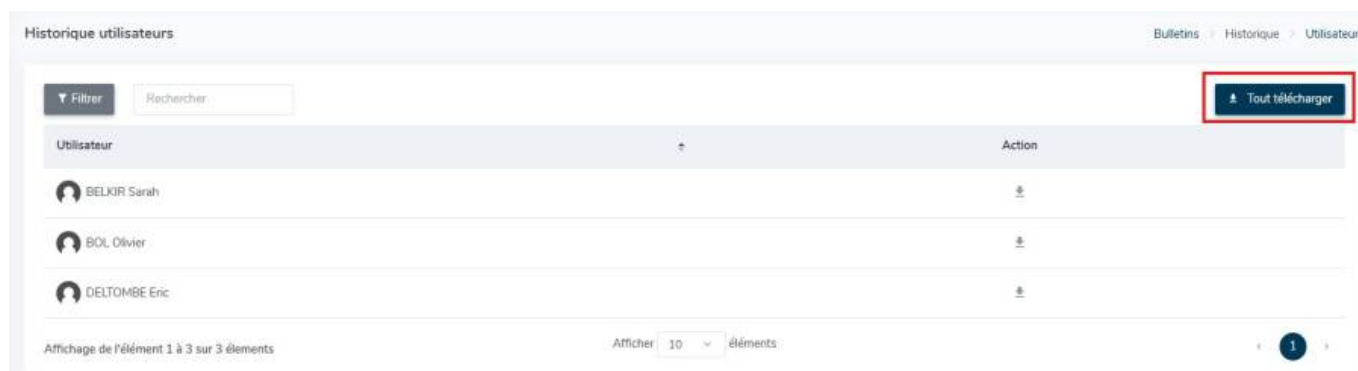 Historique utilisateurs
Bulletins > Historique > Utilisateur
Filtrer Rechercher Tout télécharger
Utilisateur Action
BELKIR Sarah
BOL Olivier
DELTOMBE Eric
Affichage de l'élément 1 à 3 sur 3 élements Afficher 10 éléments < 1 >